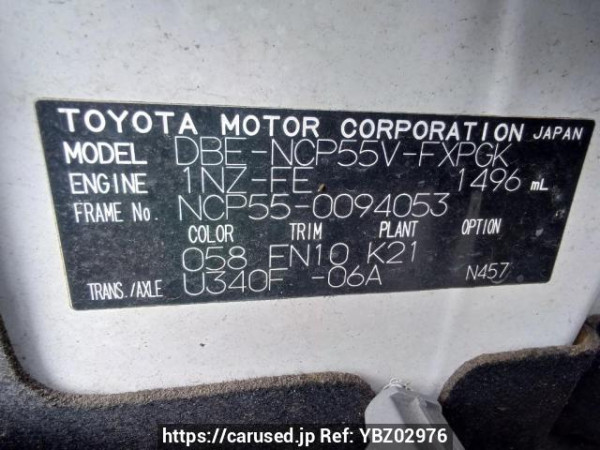 TOYOTA MOTOR CORPORATION JAPAN
MODEL DBE-NCP55V-FXPGK
ENGINE 1NZ-FE 1496 mL
FRAME No. NCP55-0094053
COLOR TRIM PLANT OPTION
058 FN10 K21
TRANS./AXLE U340F -06A N457
https://carused.jp Ref: YBZ02976